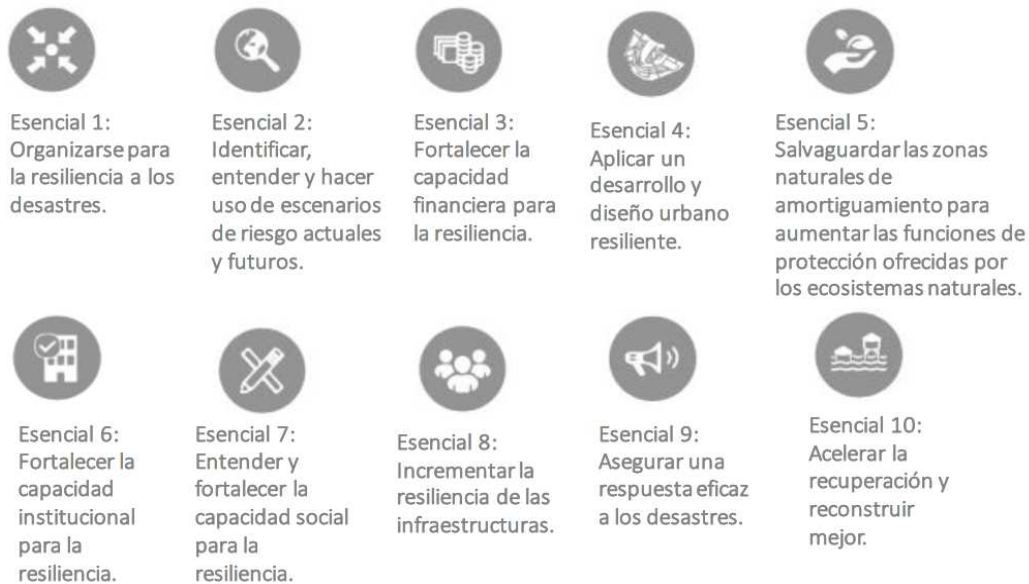 Esencial 1:
Organizarse para
la resiliencia a los
desastres.
Esencial 2:
Identificar,
entender y hacer
uso de escenarios
de riesgo actuales
y futuros.
Esencial 3:
Fortalecer la
capacidad
financiera para
la resiliencia.
Esencial 4:
Aplicar un
desarrollo y
diseño urbano
resiliente.
Esencial 5:
Salvaguardar las zonas
naturales de
amortiguamiento para
aumentar las funciones de
protección ofrecidas por
los ecosistemas naturales.
Esencial 6:
Fortalecer la
capacidad
institucional
para la
resiliencia.
Esencial 7:
Entender y
fortalecer la
capacidad social
para la
resiliencia.
Esencial 8:
Incrementar la
resiliencia de las
infraestructuras.
Esencial 9:
Asegurar una
respuesta eficaz
a los desastres.
Esencial 10:
Acelerar la
recuperación y
reconstruir
mejor.